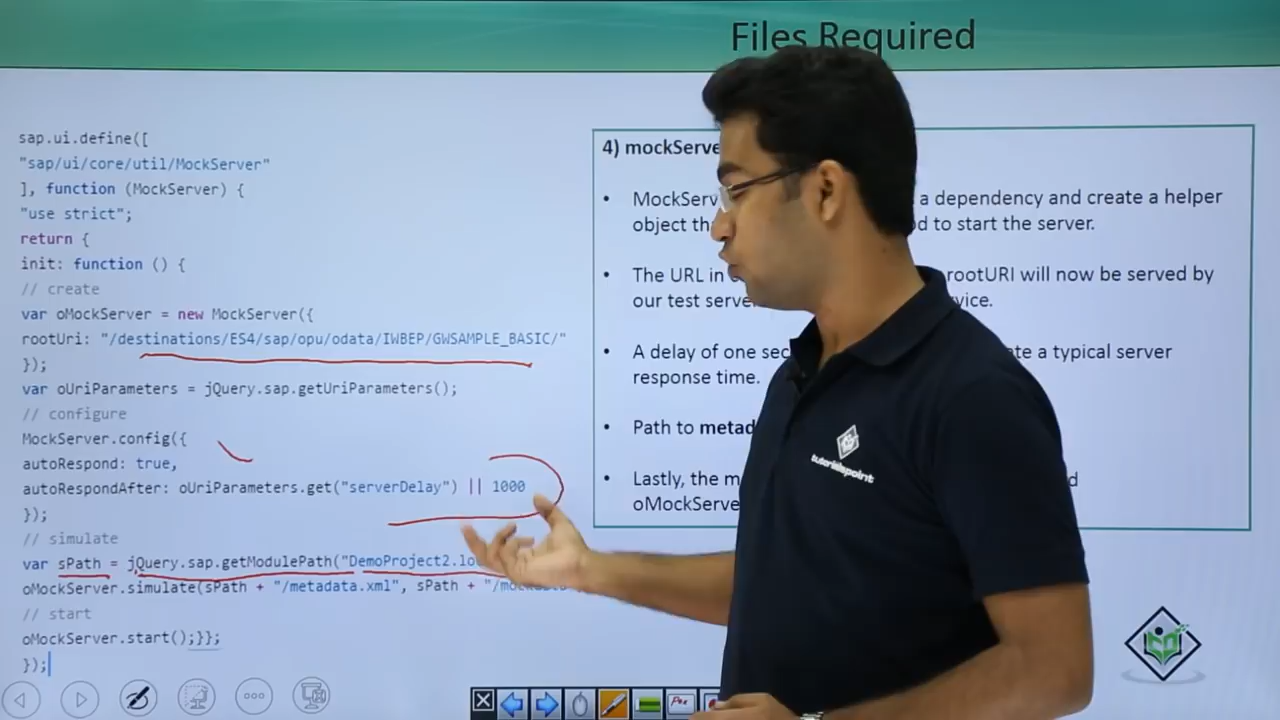 Files Required
sap.ui.define([
"sap/ui/core/util/MockServer"
], function (MockServer) {
"use strict";
return {
init: function () {
// create
var oMockServer = new MockServer({
rootUri: "/destinations/ES4/sap/opu/odata/IWBEP/GWSAMPLE_BASIC/"
});
var oUriParameters = jQuery.sap.getUriParameters();
// configure
MockServer.config({
autoRespond: true,
autoRespondAfter: oUriParameters.get("serverDelay") || 1000
});
// simulate
var sPath = jQuery.sap.getModulePath("DemoProject2.lo
oMockServer.simulate(sPath + "/metadata.xml", sPath +
// start
oMockServer.start();}};
});
4) mockServe
MockServ a dependency and create a helper
object th d to start the server.
The URL in rootURI will now be served by
our test serve vice.
A delay of one sec te a typical server
response time.
Path to metad
Lastly, the m d
oMockServe
tutorialspoint